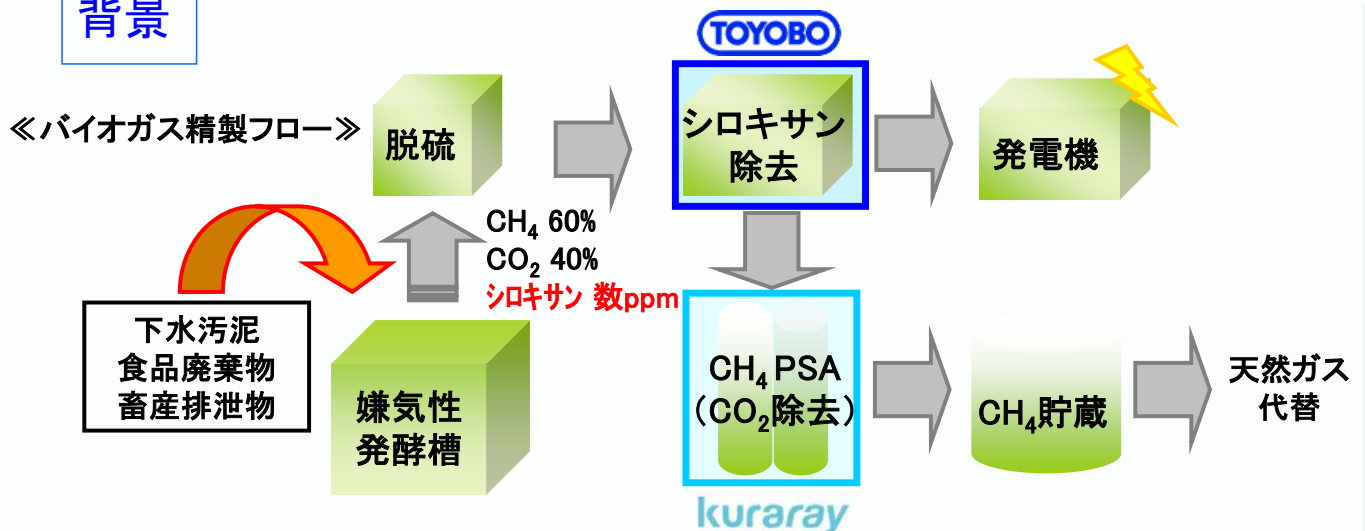 背景
TOYOBO
≪バイオガス精製フロー≫
脱硫
シロキサン
除去
発電機
CH₄ 60%
CO₂ 40%
ｼﾛｷｻﾝ 数ppm
下水汚泥
食品廃棄物
畜産排泄物
嫌気性
発酵槽
CH₄ PSA
（CO₂除去）
CH₄貯蔵
天然ガス
代替
kuraray